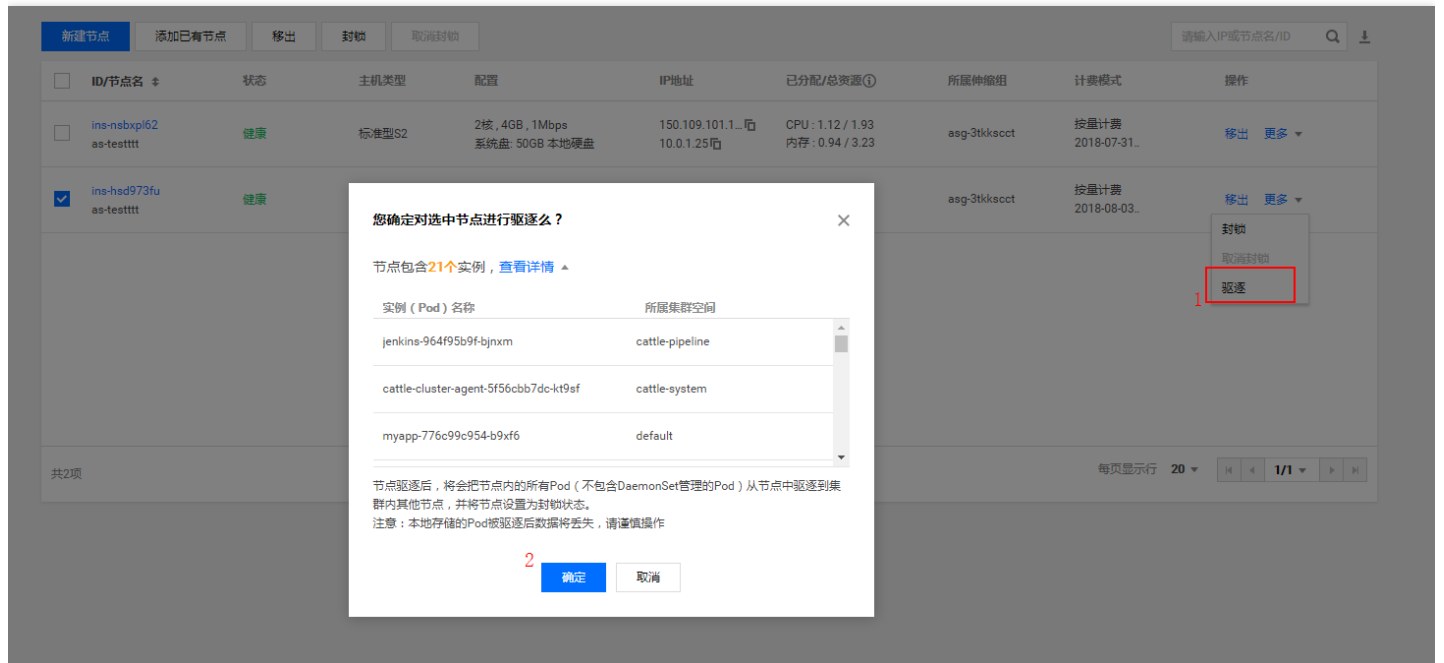 新建节点 添加已有节点 移出 封锁 取消封锁 请输入IP或节点名/ID
ID/节点名 状态 主机类型 配置 IP地址 已分配/总资源 所属伸缩组 计费模式 操作
ins-nsbxpl62 健康 标准型S2 2核 , 4GB , 1Mbps 150.109.101.1... CPU : 1.12 / 1.93 asg-3tkkscct 按量计费 移出 更多
as-testttt 系统盘: 50GB 本地硬盘 10.0.1.25 内存 : 0.94 / 3.23 2018-07-31..
ins-hsd973fu 健康 asg-3tkkscct 按量计费 移出 更多
as-testttt 2018-08-03..
封锁
取消封锁
1 驱逐
您确定对选中节点进行驱逐么？
节点包含21个实例，查看详情
实例（Pod）名称 所属集群空间
jenkins-964f95b9f-bjnxm cattle-pipeline
cattle-cluster-agent-5f56cbb7dc-kt9sf cattle-system
myapp-776c99c954-b9xf6 default
节点驱逐后，将会把节点内的所有Pod（不包含DaemonSet管理的Pod）从节点中驱逐到集
群内其他节点，并将节点设置为封锁状态。
注意：本地存储的Pod被驱逐后数据将丢失，请谨慎操作
2 确定 取消
共2项 每页显示行 20 1/1